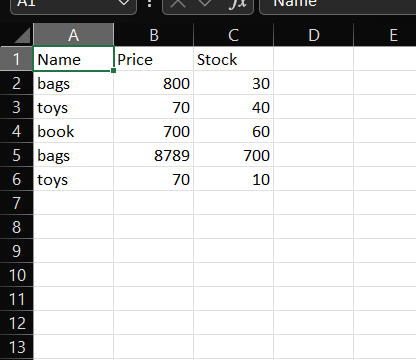 A1 fx Name
A B C D E
1 Name Price Stock
2 bags 800 30
3 toys 70 40
4 book 700 60
5 bags 8789 700
6 toys 70 10
7
8
9
10
11
12
13